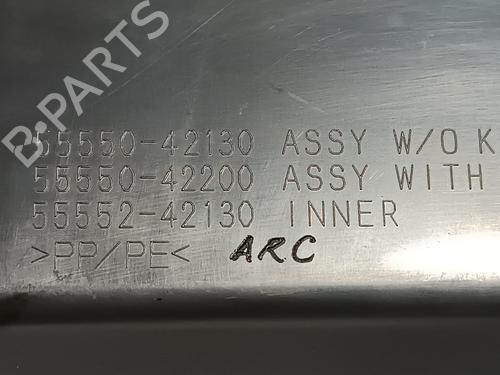 B-PARTS
55550-42130 ASSY W/O K
55550-42200 ASSY WITH
55552-42130 INNER
>PP/PE< ARC